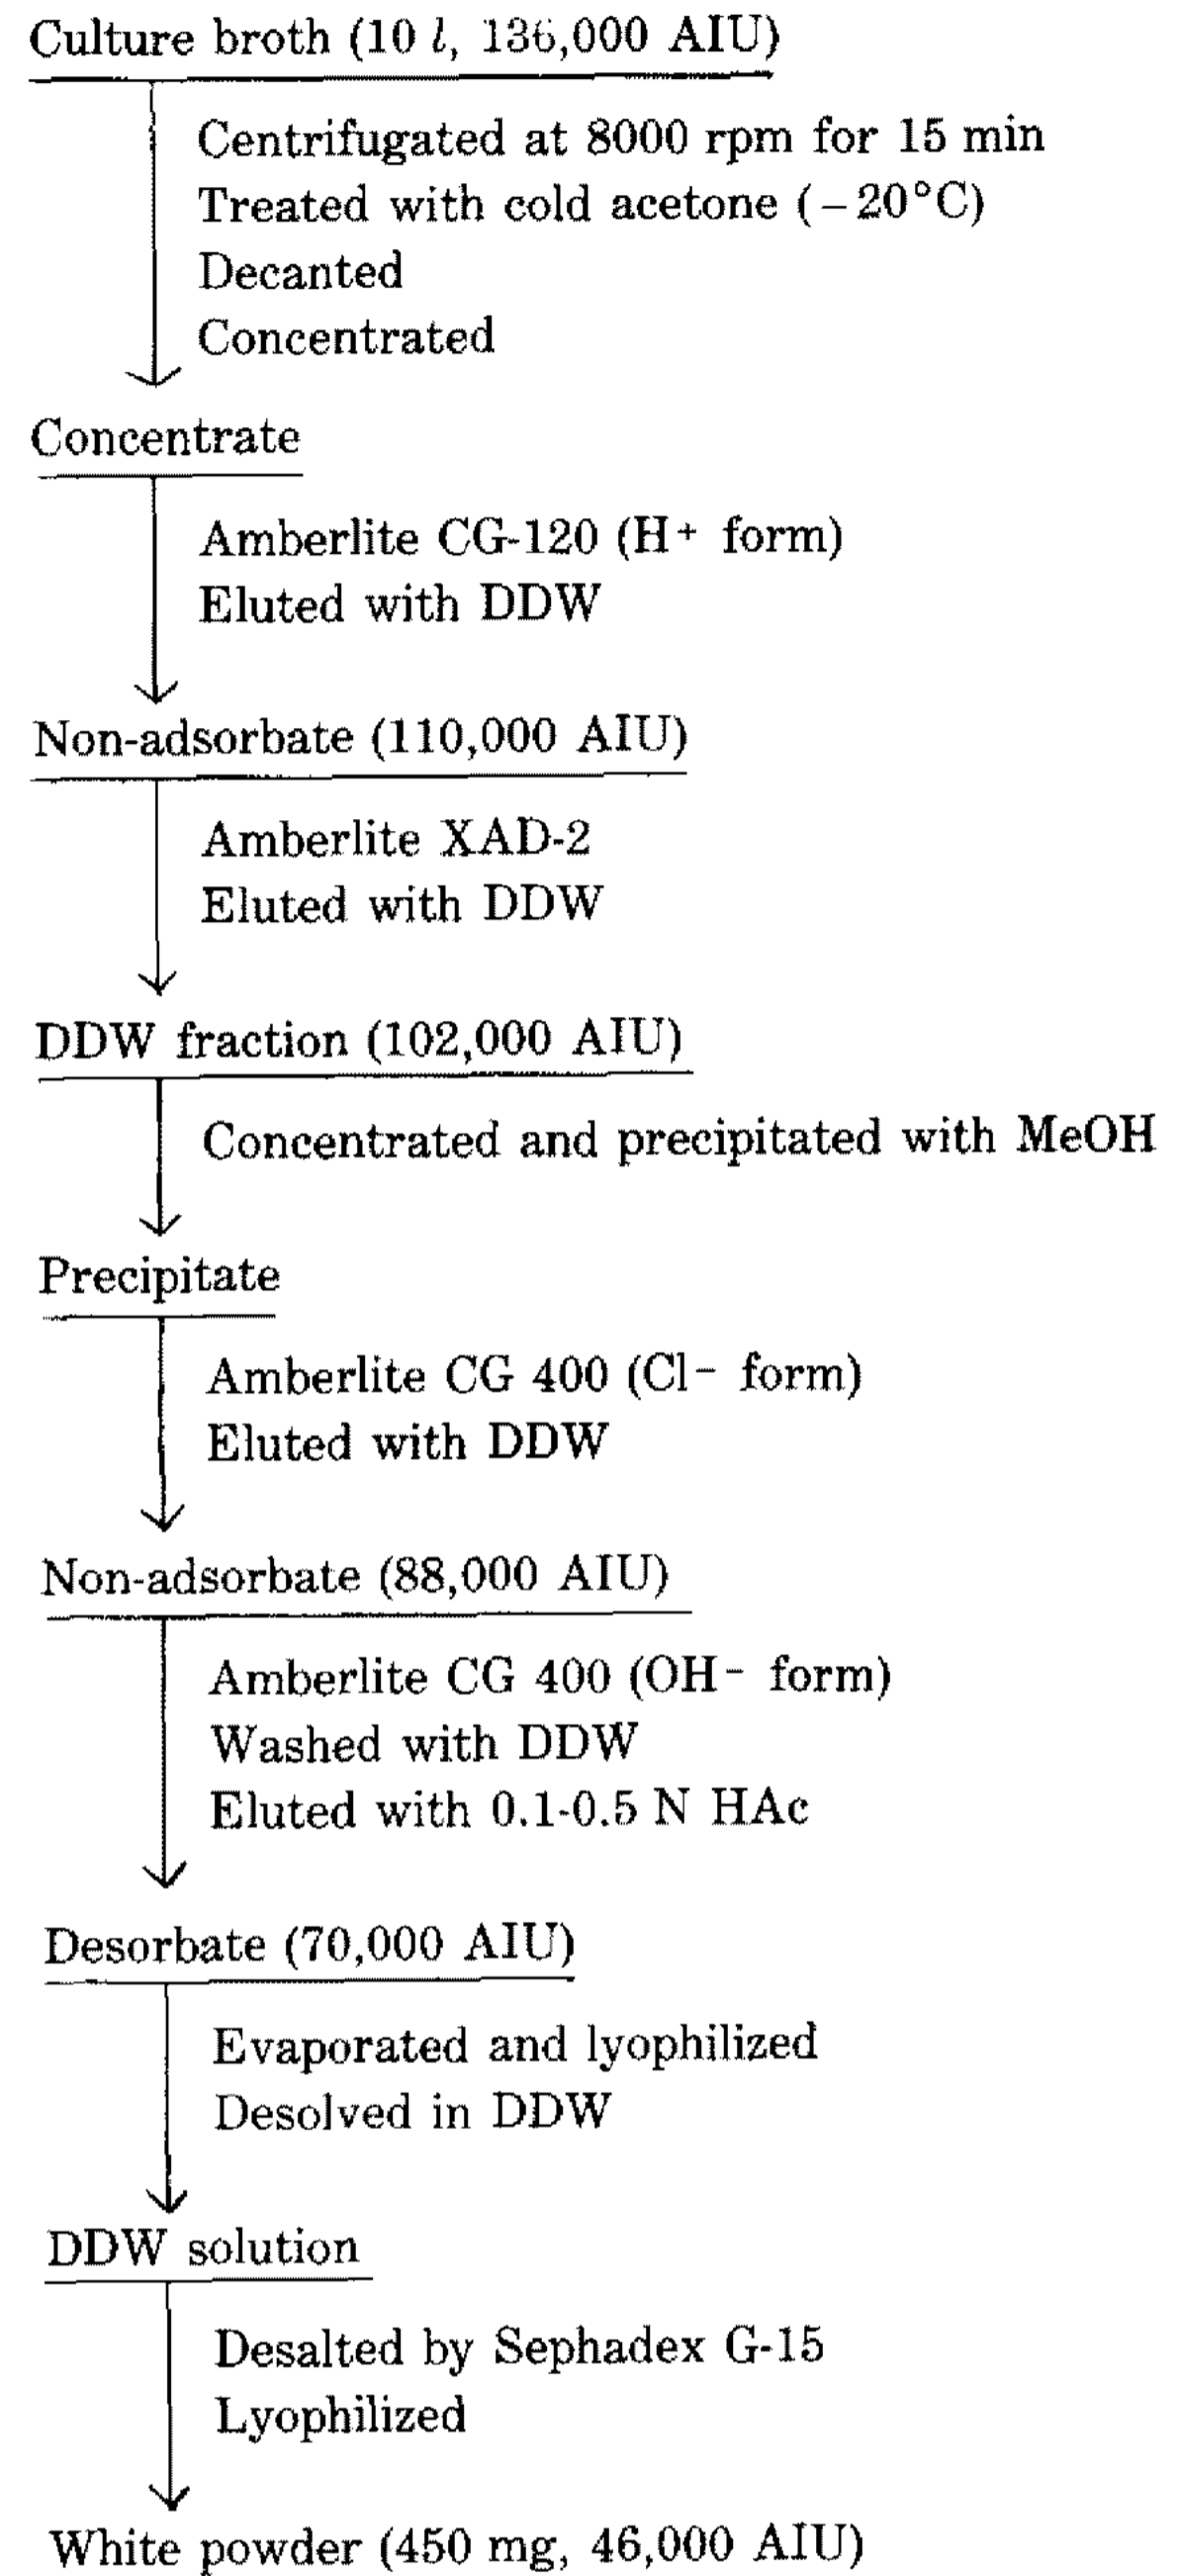 Culture broth (10 l, 136,000 AIU)
Centrifugated at 8000 rpm for 15 min
Treated with cold acetone (−20°C)
Decanted
Concentrated
Concentrate
Amberlite CG-120 (H+ form)
Eluted with DDW
Non-adsorbate (110,000 AIU)
Amberlite XAD-2
Eluted with DDW
DDW fraction (102,000 AIU)
Concentrated and precipitated with MeOH
Precipitate
Amberlite CG 400 (Cl− form)
Eluted with DDW
Non-adsorbate (88,000 AIU)
Amberlite CG 400 (OH− form)
Washed with DDW
Eluted with 0.1-0.5 N HAc
Desorbate (70,000 AIU)
Evaporated and lyophilized
Desolved in DDW
DDW solution
Desalted by Sephadex G-15
Lyophilized
White powder (450 mg, 46,000 AIU)